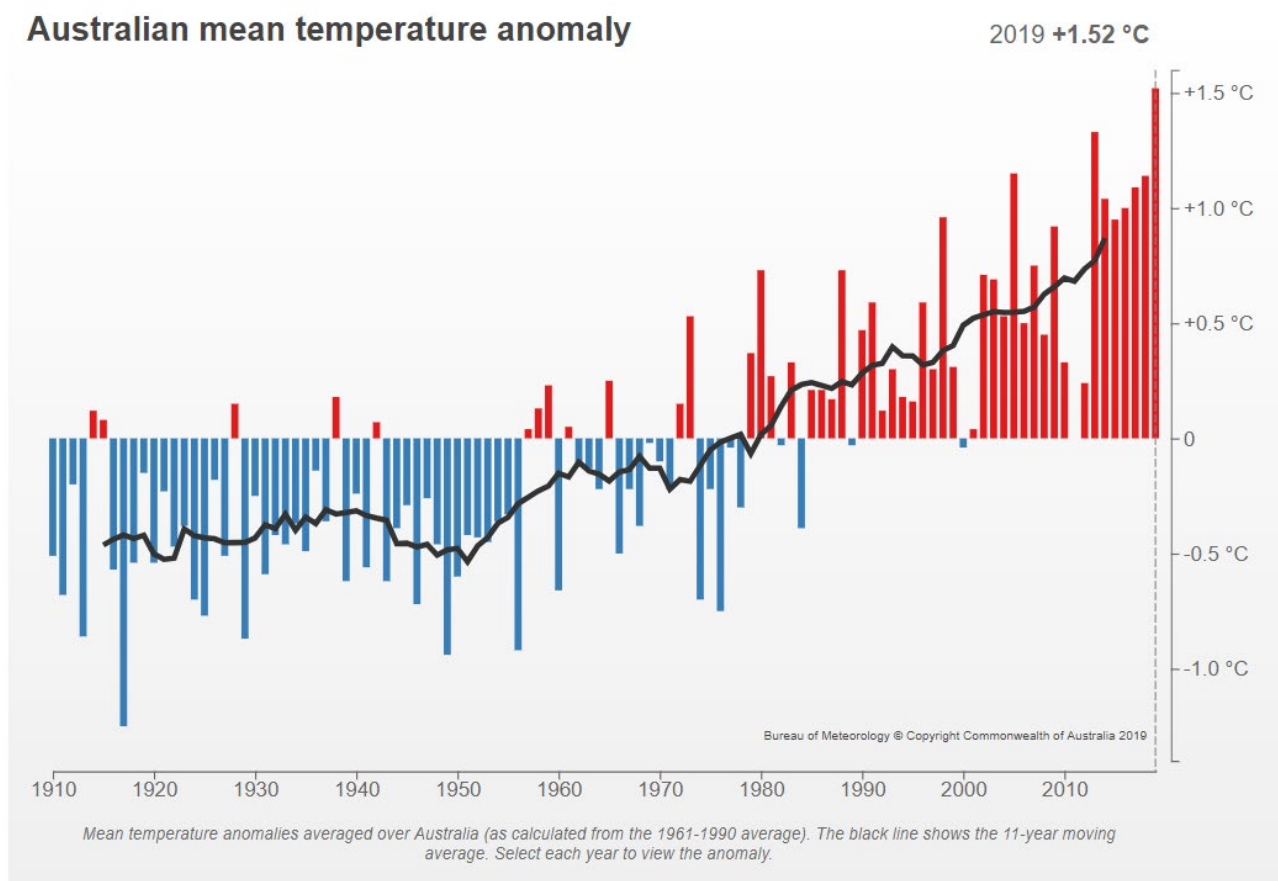 Australian mean temperature anomaly
2019 +1.52 °C
+1.5 °C
+1.0 °C
+0.5 °C
0
-0.5 °C
-1.0 °C
Bureau of Meteorology © Copyright Commonwealth of Australia 2019
1910 1920 1930 1940 1950 1960 1970 1980 1990 2000 2010
Mean temperature anomalies averaged over Australia (as calculated from the 1961-1990 average). The black line shows the 11-year moving
average. Select each year to view the anomaly.